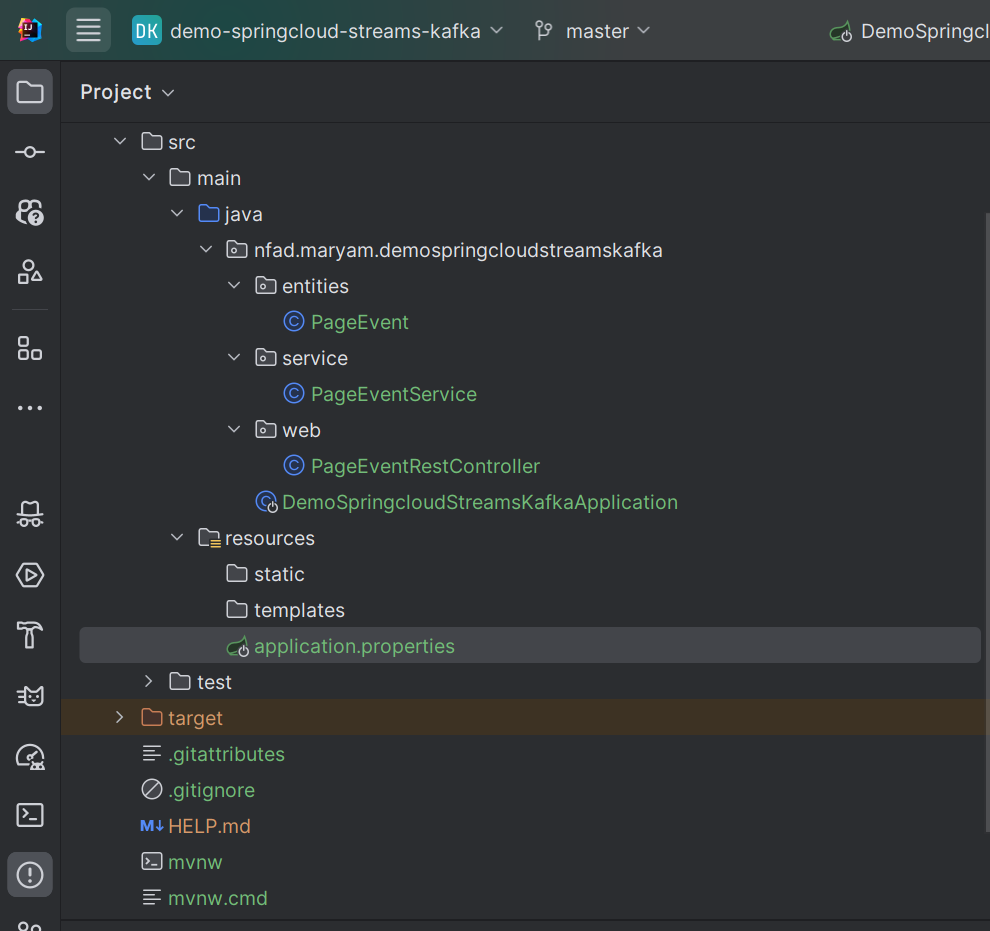 DK demo-springcloud-streams-kafka master DemoSpringcl
Project
src
main
java
nfad.maryam.demospringcloudstreamskafka
entities
PageEvent
service
PageEventService
web
PageEventRestController
DemoSpringcloudStreamsKafkaApplication
resources
static
templates
application.properties
test
target
.gitattributes
.gitignore
M↓ HELP.md
mvnw
mvnw.cmd